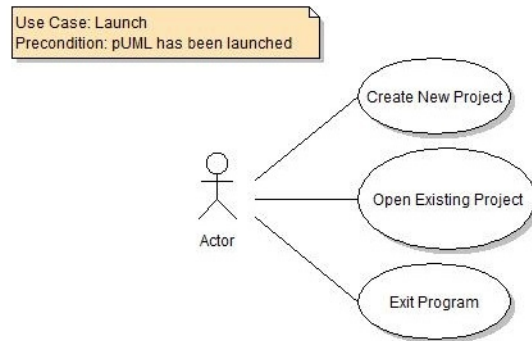 Use Case: Launch
Precondition: pUML has been launched
Create New Project
Open Existing Project
Actor
Exit Program